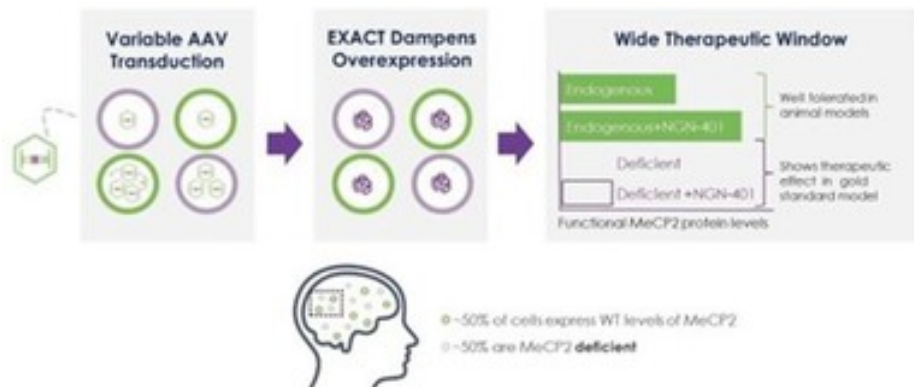 Variable AAV
Transduction
EXACT Dampens
Overexpression
Wide Therapeutic Window
Endogenous
Endogenous+NGN-401
Deficient
Deficient +NGN-401
Functional MeCP2 protein levels
Well tolerated in
animal models
Shows therapeutic
effect in gold
standard model
~50% of cells express WT levels of MeCP2
~50% are MeCP2 deficient